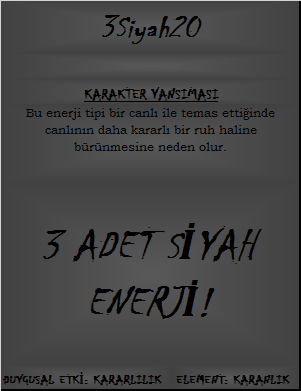 3Siyah20
KARAKTER YANSIMASI
Bu enerji tipi bir canlı ile temas ettiğinde
canlının daha kararlı bir ruh haline
bürünmesine neden olur.
3 ADET SİYAH
ENERJİ!
DUYGUSAL ETKİ: KARARLILIK ELEMENT: KARANLIK